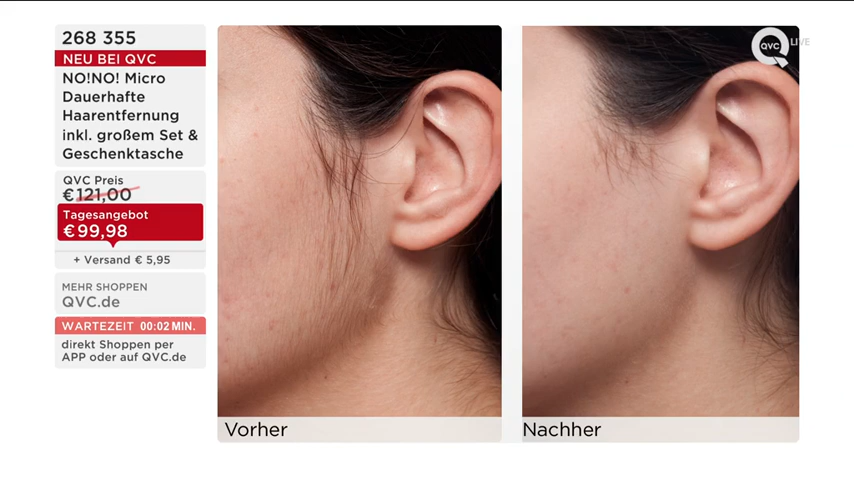 268 355
NEU BEI QVC
NO!NO! Micro
Dauerhafte
Haarentfernung
inkl. großem Set &
Geschenktasche
QVC Preis
€121,00
Tagesangebot
€99,98
+ Versand € 5,95
MEHR SHOPPEN
QVC.de
WARTEZEIT 00:02 MIN.
direkt Shoppen per
APP oder auf QVC.de
Vorher
Nachher
QVC LIVE